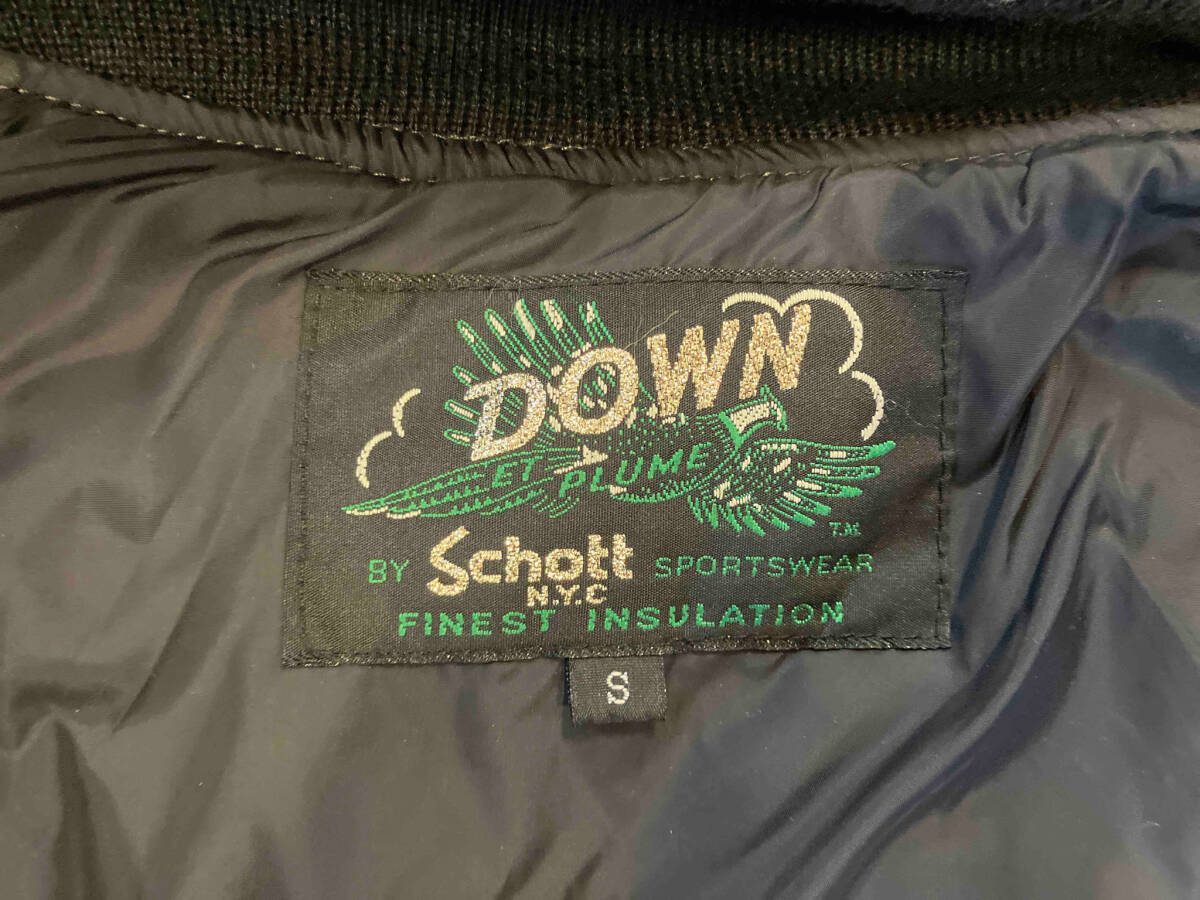 DOWN
ET PLUME
T.M.
BY Schott SPORTSWEAR
N.Y.C
FINEST INSULATION
S